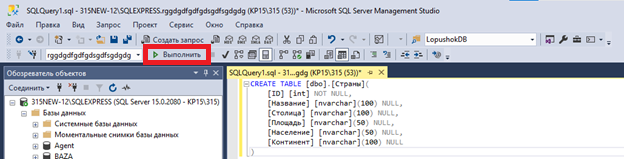 SQLQuery1.sql - 315NEW-12\SQLEXPRESS.rggdgdfgdfgdsgdfsgdgdg (KP15\315 (53))* - Microsoft SQL Server Management Studio
Файл Правка Вид Запрос Проект Сервис Окно Справка
Создать запрос LopushokDB
rggdgdfgdfgdsgdfsgdgdg Выполнить
Обозреватель объектов SQLQuery1.sql - 31...gdg (KP15\315 (53))*
Соединить CREATE TABLE [dbo].[Страны](
315NEW-12\SQLEXPRESS (SQL Server 15.0.2080 - KP15\315) [ID] [int] NOT NULL,
Базы данных [Название] [nvarchar](100) NULL,
Системные базы данных [Столица] [nvarchar](100) NULL,
Моментальные снимки базы данных [Площадь] [nvarchar](50) NULL,
Agent [Население] [nvarchar](50) NULL,
BAZA [Континент] [nvarchar](100) NULL
)